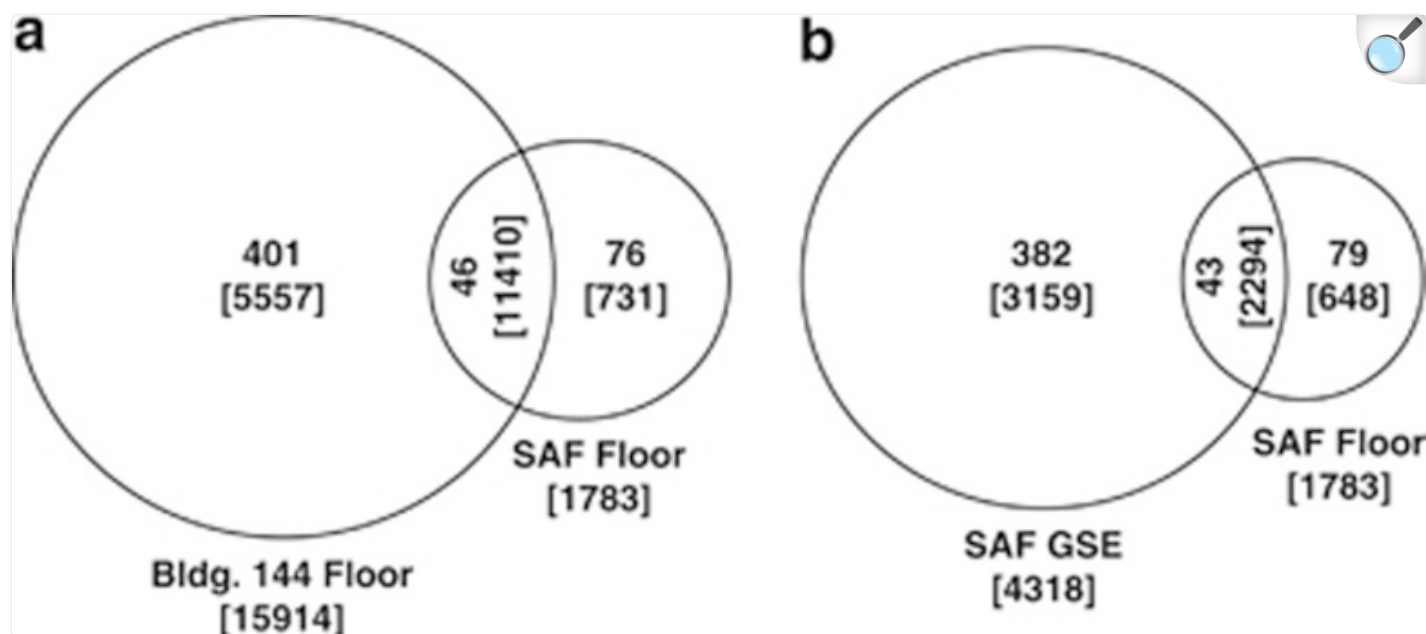 a
401
[5557]
46
[11410]
76
[731]
SAF Floor
[1783]
Bldg. 144 Floor
[15914]
b
382
[3159]
43
[2294]
79
[648]
SAF Floor
[1783]
SAF GSE
[4318]